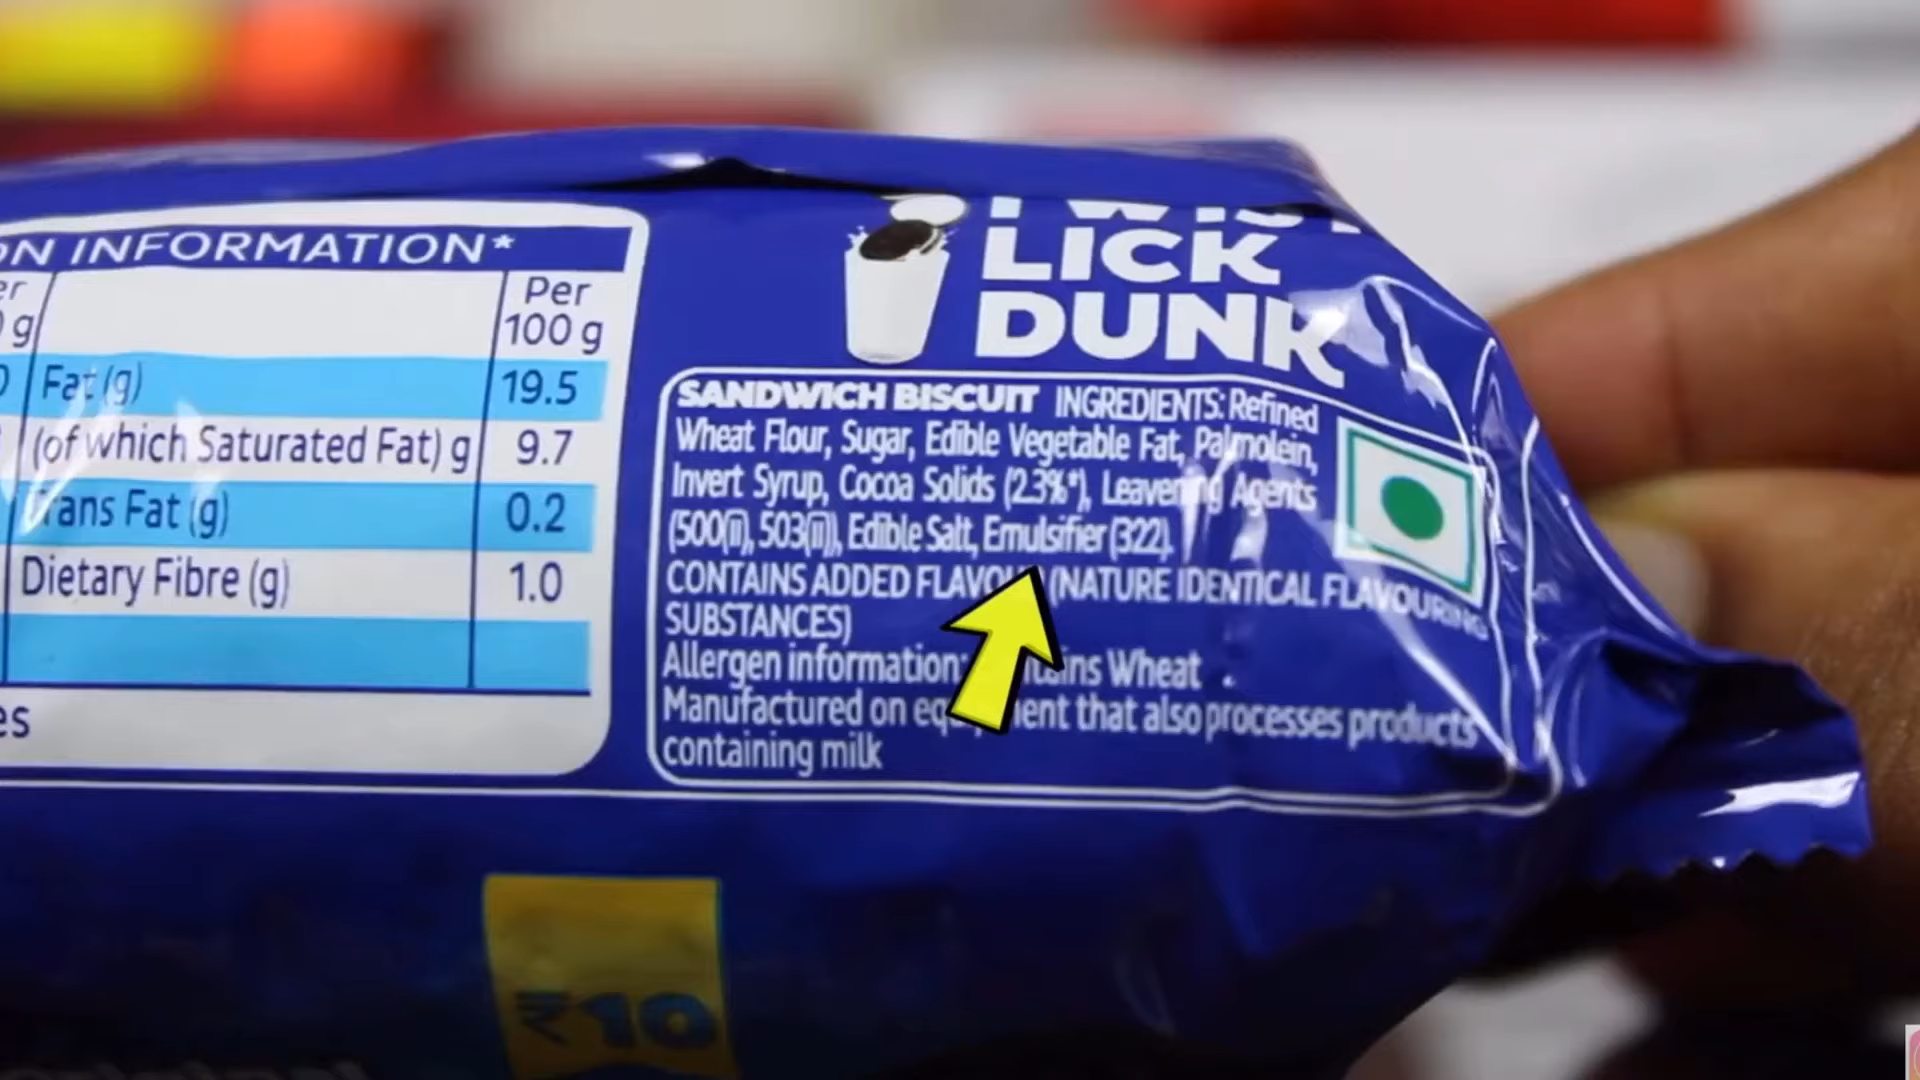 ON INFORMATION*
Per
100 g
g
Fat (g) 19.5
(of which Saturated Fat) g 9.7
Trans Fat (g) 0.2
Dietary Fibre (g) 1.0
TWIST
LICK
DUNK
SANDWICH BISCUIT INGREDIENTS: Refined
Wheat Flour, Sugar, Edible Vegetable Fat, Palmolein,
Invert Syrup, Cocoa Solids (2.3%*), Leavening Agents
(500(ii), 503(ii)), Edible Salt, Emulsifier (322).
CONTAINS ADDED FLAVOUR (NATURE IDENTICAL FLAVOURING
SUBSTANCES)
Allergen information: Contains Wheat
Manufactured on equipment that also processes products
containing milk
₹10